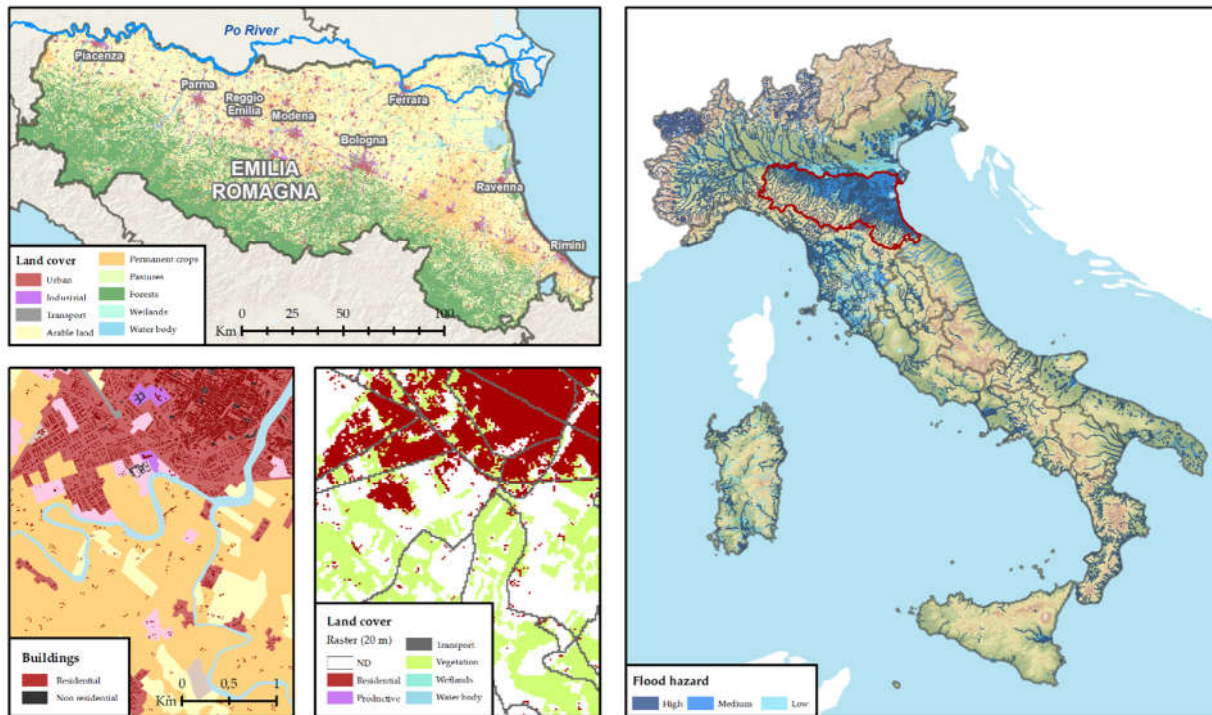 Po River
Piacenza
Parma
Reggio
Emilia
Modena
Ferrara
Bologna
EMILIA
ROMAGNA
Ravenna
Rimini
Land cover
Urban
Industrial
Transport
Arable land
Permanent crops
Pastures
Forests
Wetlands
Water body
0 25 50 100
Km
Buildings
Residential
Non residential
0 0,5 1
Km
Land cover
Raster (20 m)
ND
Residential
Productive
Transport
Vegetation
Wetlands
Water body
Flood hazard
High Medium Low